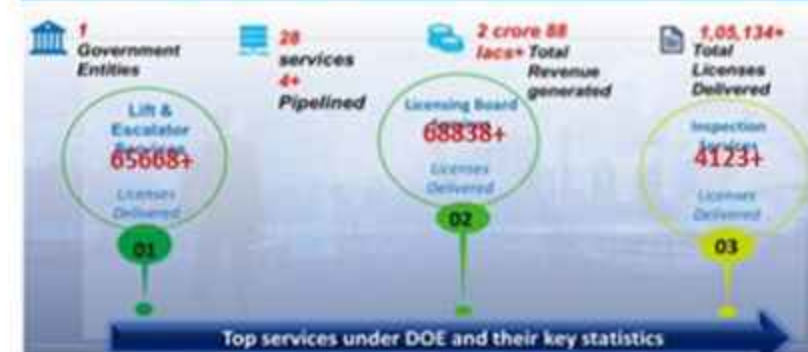 1
Government
Entities
28
services
4+
Pipelined
2 crore 88
lacs+ Total
Revenue
generated
1,05,134+
Total
Licenses
Delivered
Lift &
Escalator
65668+
Licenses
Delivered
01
Licensing Board
68838+
Licenses
Delivered
02
Inspection
Services
4123+
Licenses
Delivered
03
Top services under DOE and their key statistics